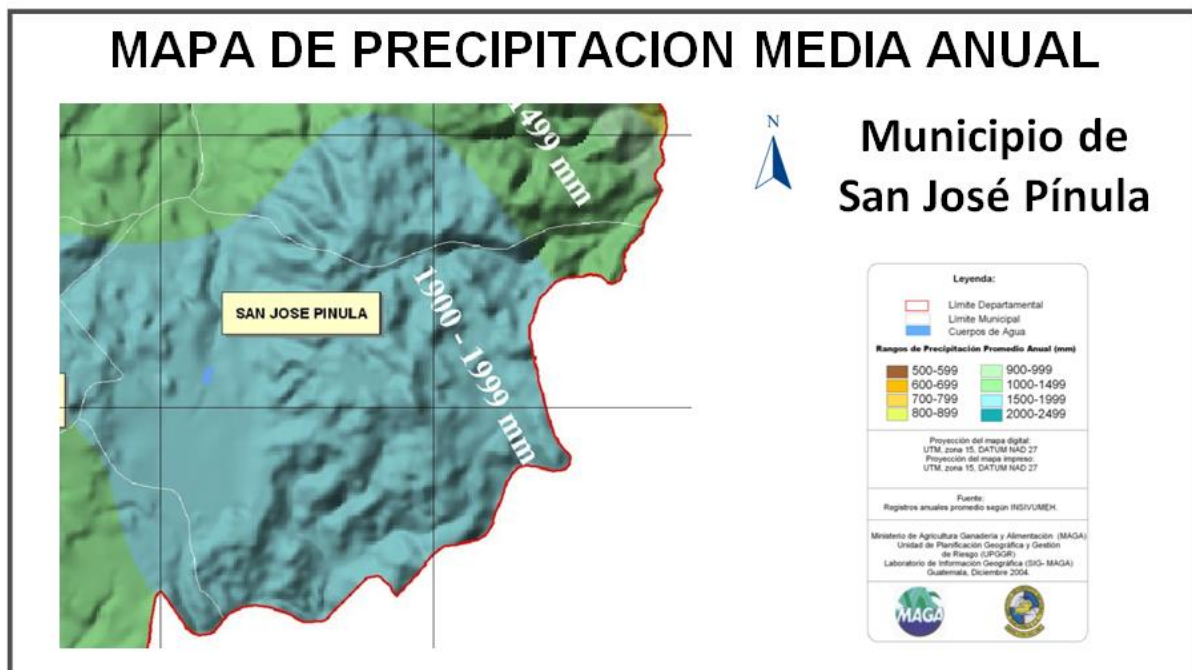 MAPA DE PRECIPITACION MEDIA ANUAL
1499 mm
SAN JOSE PINULA
1900 - 1999 mm
N
Municipio de
San José Pínula
Leyenda:
Límite Departamental
Límite Municipal
Cuerpos de Agua
Rangos de Precipitación Promedio Anual (mm)
500-599
600-699
700-799
800-899
900-999
1000-1499
1500-1999
2000-2499
Proyección del mapa digital:
UTM, zona 15, DATUM NAD 27
Proyección del mapa impreso:
UTM, zona 15, DATUM NAD 27
Fuente:
Registros anuales promedio según INSIVUMEH.
Ministerio de Agricultura Ganadería y Alimentación (MAGA)
Unidad de Planificación Geográfica y Gestión
de Riesgo (UPGGR)
Laboratorio de Información Geográfica (SIG- MAGA)
Guatemala, Diciembre 2004.
MAGA